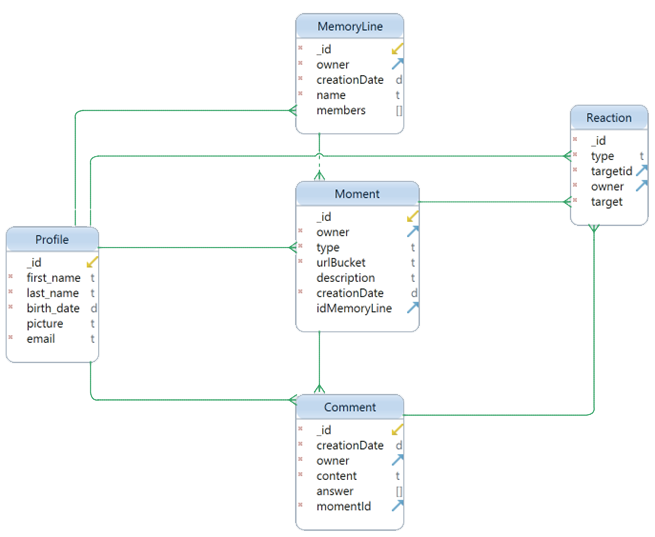 MemoryLine
_id
owner
creationDate d
name t
members []
Reaction
_id
type t
targetid
owner
target
Moment
_id
owner
type t
urlBucket t
description t
creationDate d
idMemoryLine
Profile
_id
first_name t
last_name t
birth_date d
picture t
email t
Comment
_id
creationDate d
owner
content t
answer []
momentId